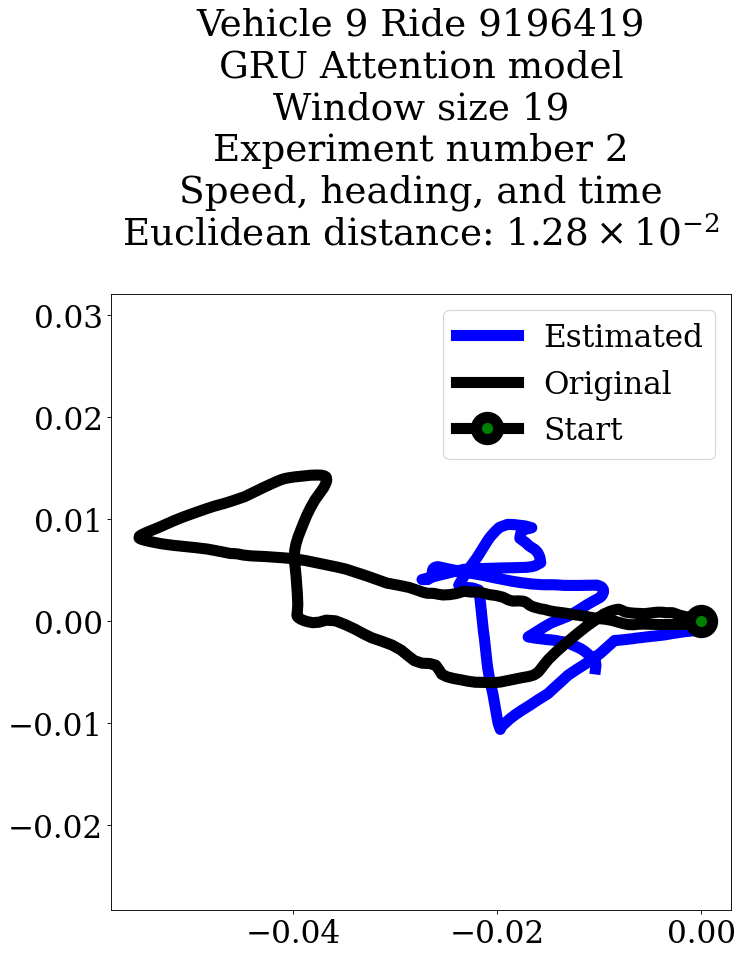 Vehicle 9 Ride 9196419
GRU Attention model
Window size 19
Experiment number 2
Speed, heading, and time
Euclidean distance: 1.28 × 10⁻²
Estimated
Original
Start
0.03
0.02
0.01
0.00
−0.01
−0.02
−0.04
−0.02
0.00